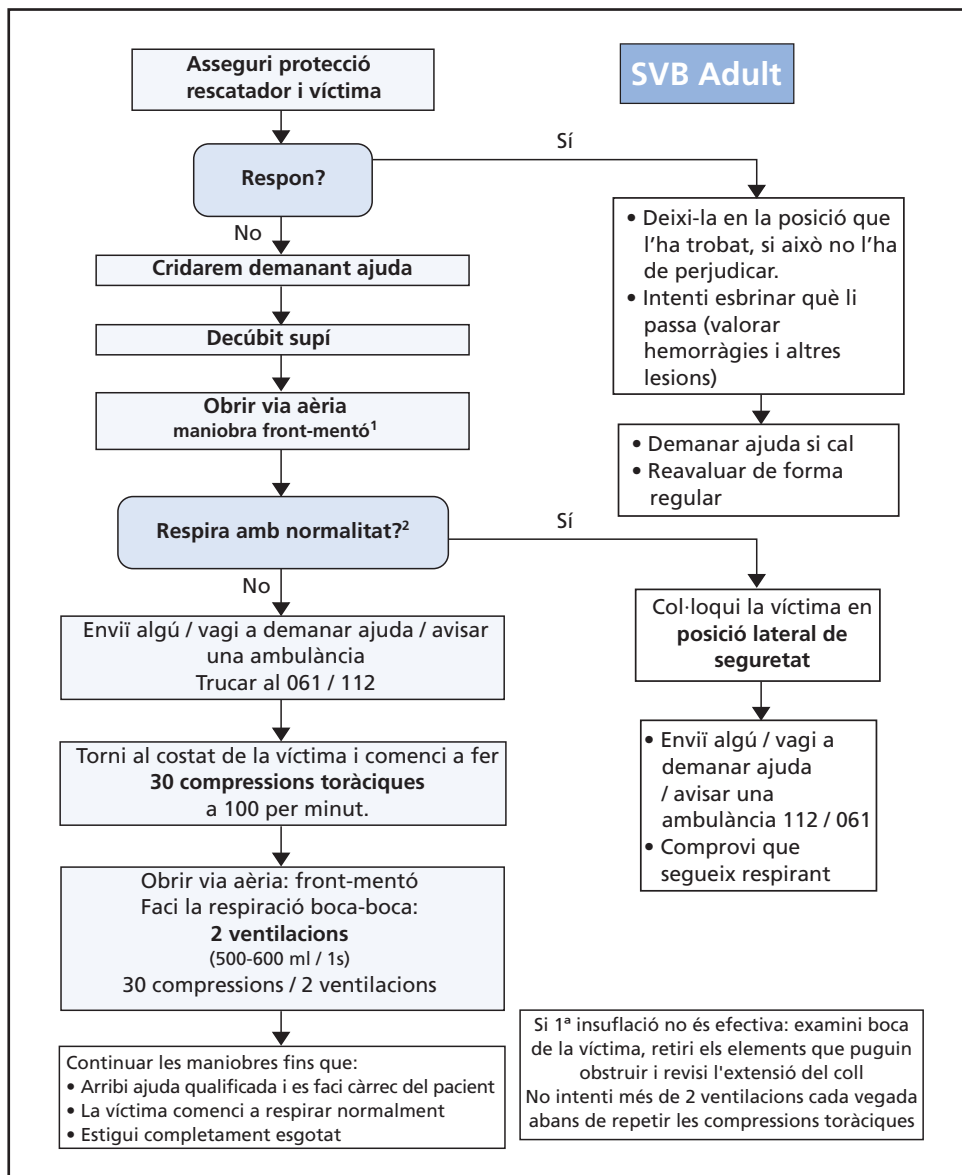 SVB Adult
Asseguri protecció
rescatador i víctima
Respon?
Sí
No
• Deixi-la en la posició que
l’ha trobat, si això no l’ha
de perjudicar.
• Intenti esbrinar què li
passa (valorar
hemorràgies i altres
lesions)
• Demanar ajuda si cal
• Reavaluar de forma
regular
Cridarem demanant ajuda
Decúbit supí
Obrir via aèria
maniobra front-mentó1
Respira amb normalitat?2
Sí
No
Col·loqui la víctima en
posició lateral de
seguretat
• Enviï algú / vagi a
demanar ajuda
/ avisar una
ambulància 112 / 061
• Comprovi que
segueix respirant
Enviï algú / vagi a demanar ajuda / avisar
una ambulància
Trucar al 061 / 112
Torni al costat de la víctima i comenci a fer
30 compressions toràciques
a 100 per minut.
Obrir via aèria: front-mentó
Faci la respiració boca-boca:
2 ventilacions
(500-600 ml / 1s)
30 compressions / 2 ventilacions
Continuar les maniobres fins que:
• Arribi ajuda qualificada i es faci càrrec del pacient
• La víctima comenci a respirar normalment
• Estigui completament esgotat
Si 1ª insuflació no és efectiva: examini boca
de la víctima, retiri els elements que puguin
obstruir i revisi l'extensió del coll
No intenti més de 2 ventilacions cada vegada
abans de repetir les compressions toràciques